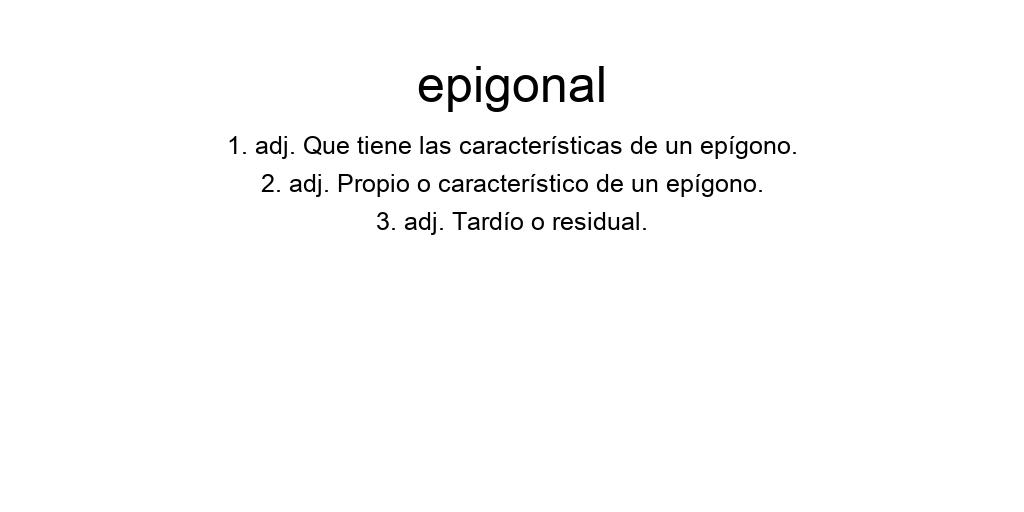 epigonal
1. adj. Que tiene las características de un epígono.
2. adj. Propio o característico de un epígono.
3. adj. Tardío o residual.